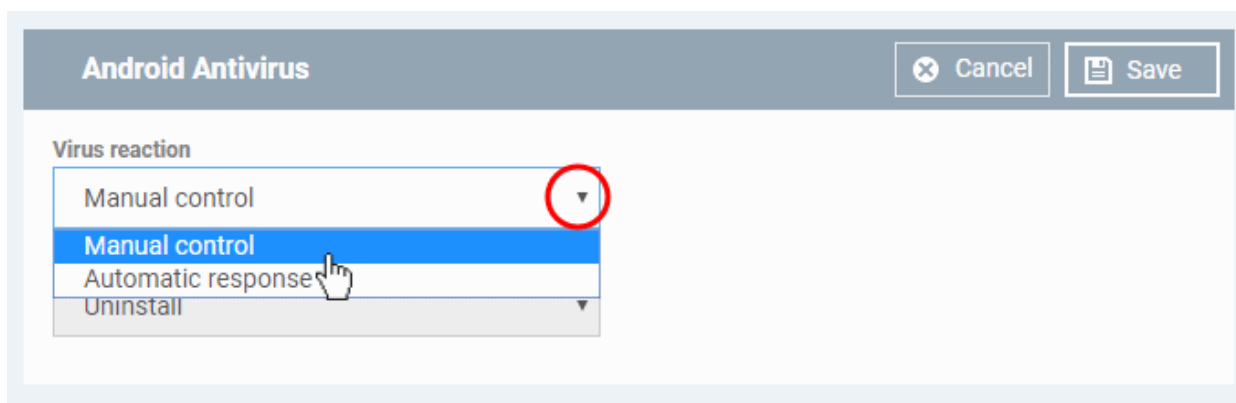 Android Antivirus
Cancel
Save
Virus reaction
Manual control
Manual control
Automatic response
Uninstall